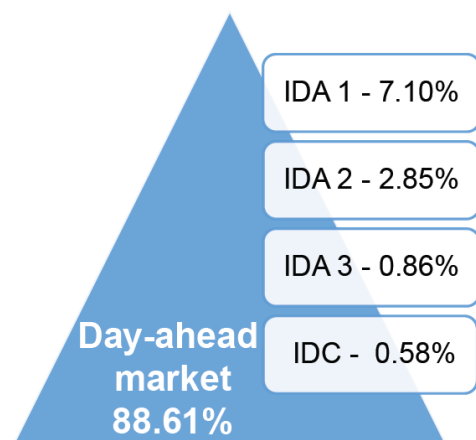 IDA 1 - 7.10%
IDA 2 - 2.85%
IDA 3 - 0.86%
IDC -  0.58%
Day-ahead
market
88.61%